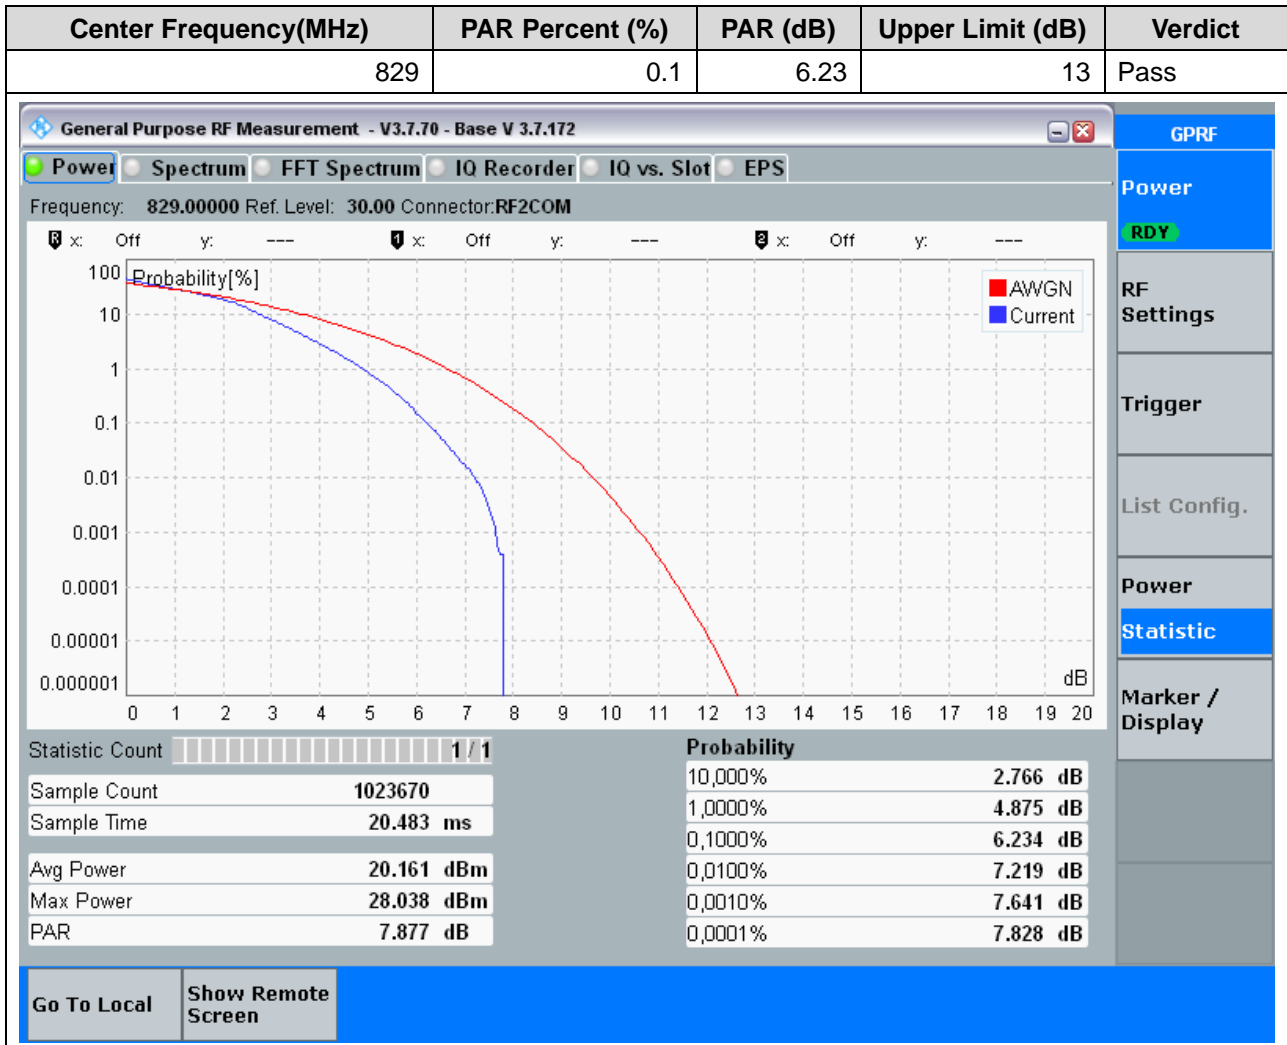 Center Frequency(MHz) PAR Percent (%) PAR (dB) Upper Limit (dB) Verdict
829 0.1 6.23 13 Pass
General Purpose RF Measurement - V3.7.70 - Base V 3.7.172
GPRF
Power Spectrum FFT Spectrum IQ Recorder IQ vs. Slot EPS
Frequency: 829.00000 Ref. Level: 30.00 Connector:RF2COM
R x: Off y: --- 1 x: Off y: --- 2 x: Off y: ---
Probability[%]
AWGN
Current
100
10
1
0.1
0.01
0.001
0.0001
0.00001
0.000001
dB
0 1 2 3 4 5 6 7 8 9 10 11 12 13 14 15 16 17 18 19 20
Statistic Count 1 / 1
Sample Count 1023670
Sample Time 20.483 ms
Avg Power 20.161 dBm
Max Power 28.038 dBm
PAR 7.877 dB
Probability
10,000% 2.766 dB
1,0000% 4.875 dB
0,1000% 6.234 dB
0,0100% 7.219 dB
0,0010% 7.641 dB
0,0001% 7.828 dB
Power
RDY
RF
Settings
Trigger
List Config.
Power
Statistic
Marker /
Display
Go To Local
Show Remote
Screen